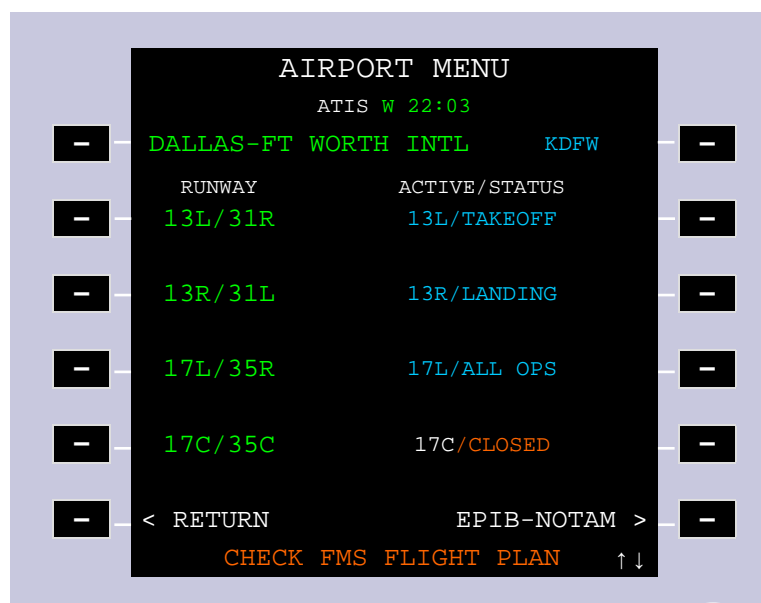 AIRPORT MENU
ATIS W 22:03
DALLAS-FT WORTH INTL KDFW
RUNWAY ACTIVE/STATUS
13L/31R 13L/TAKEOFF
13R/31L 13R/LANDING
17L/35R 17L/ALL OPS
17C/35C 17C/CLOSED
< RETURN EPIB-NOTAM >
CHECK FMS FLIGHT PLAN ↑↓